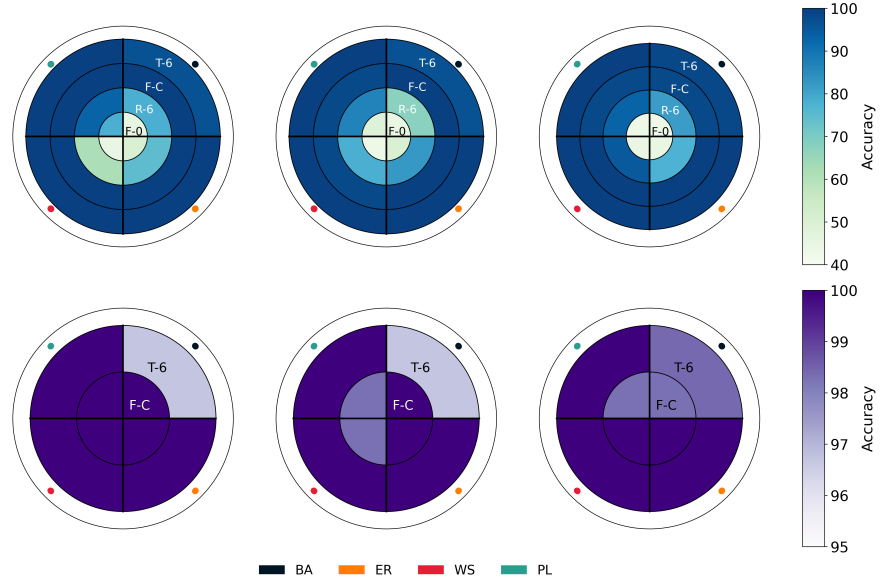 T-6
F-C
R-6
F-0
T-6
F-C
R-6
F-0
T-6
F-C
R-6
F-0
100
90
80
70
60
50
40
Accuracy
T-6
F-C
T-6
F-C
T-6
F-C
100
99
98
97
96
95
Accuracy
BA ER WS PL